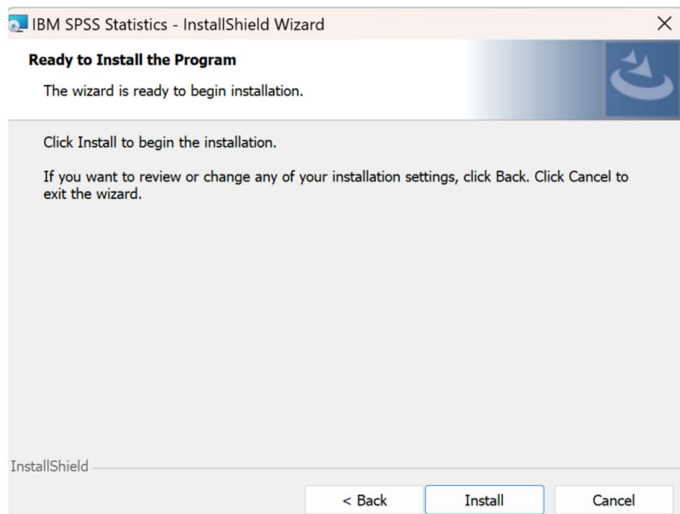 IBM SPSS Statistics - InstallShield Wizard
Ready to Install the Program
The wizard is ready to begin installation.
Click Install to begin the installation.
If you want to review or change any of your installation settings, click Back. Click Cancel to
exit the wizard.
InstallShield
< Back Install Cancel